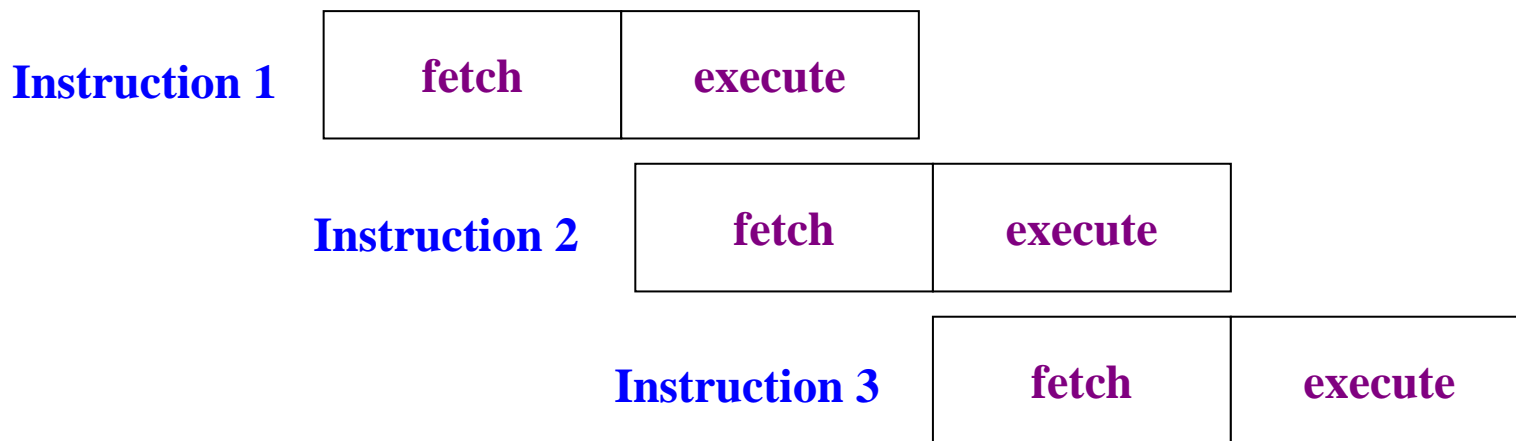 Instruction 1 fetch execute
Instruction 2 fetch execute
Instruction 3 fetch execute